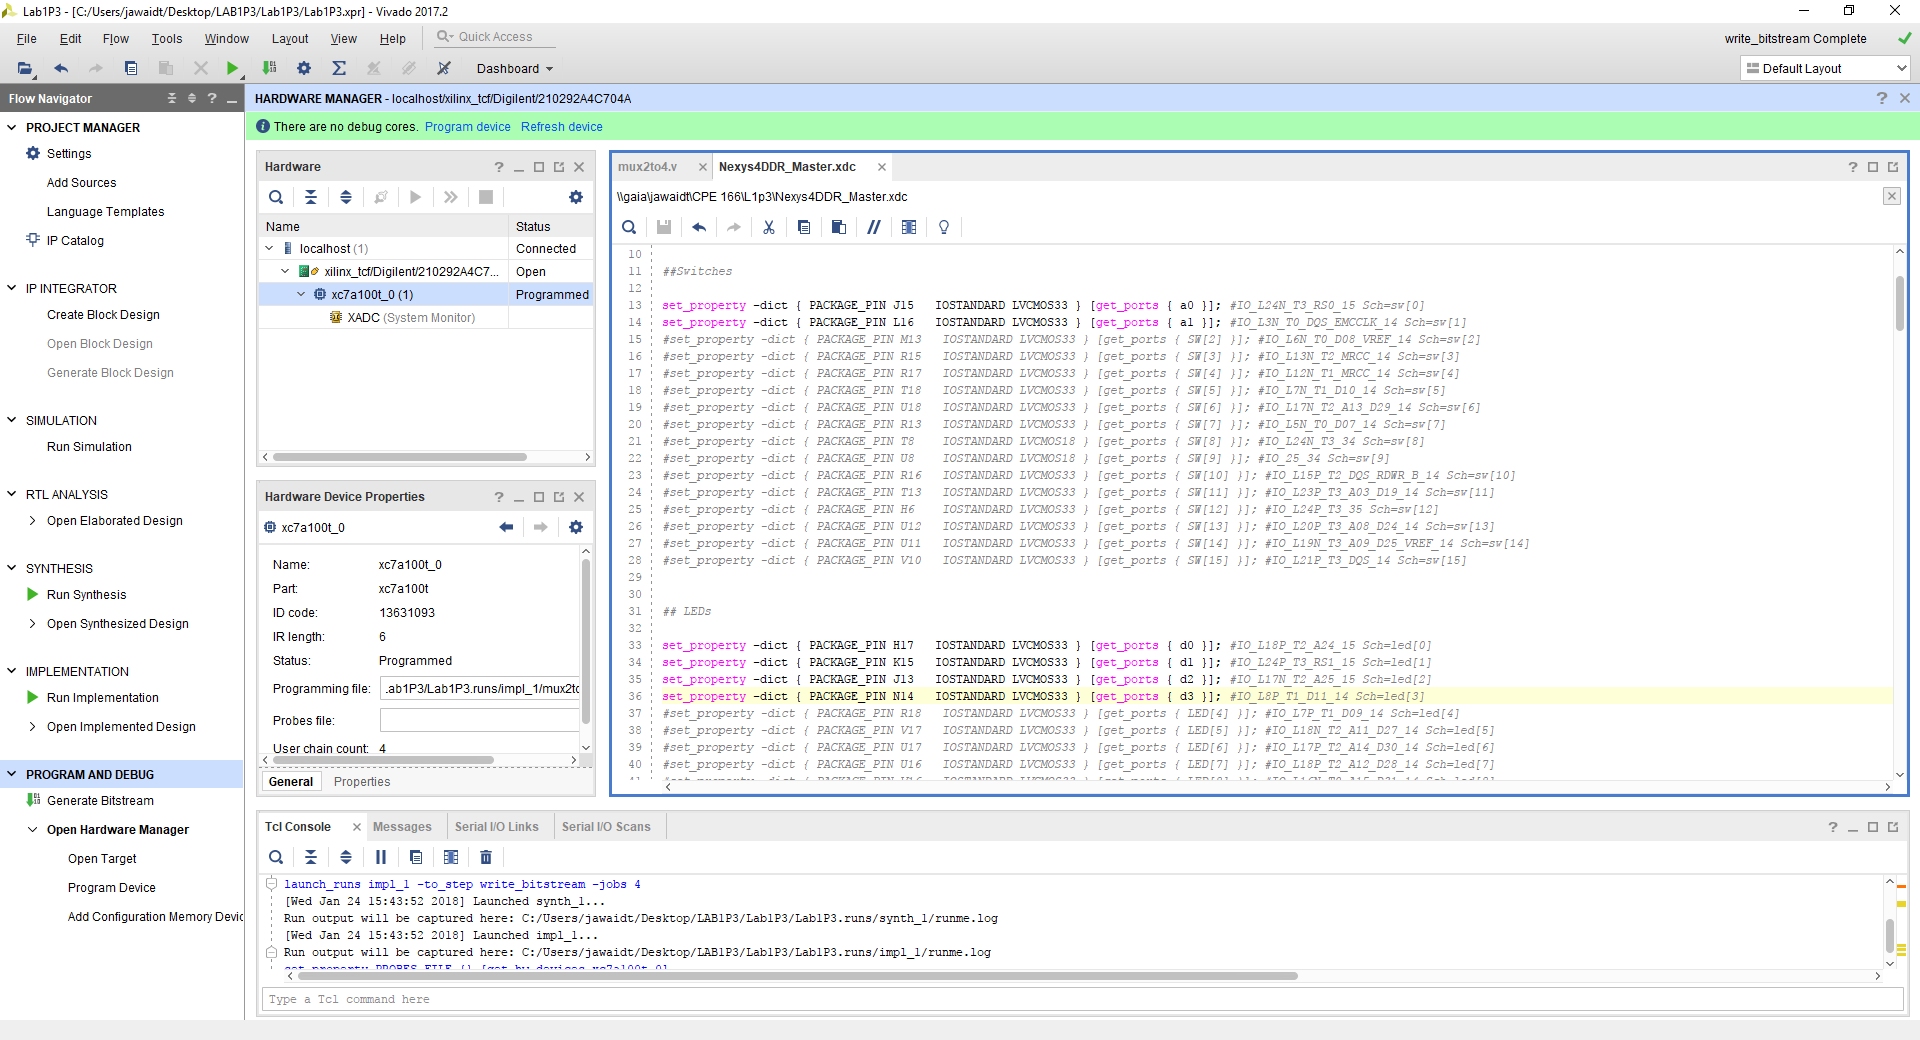 Lab1P3 - [C:/Users/jawaidt/Desktop/LAB1P3/Lab1P3/Lab1P3.xpr] - Vivado 2017.2
File Edit Flow Tools Window Layout View Help Quick Access
write_bitstream Complete
Dashboard
Default Layout
Flow Navigator
PROJECT MANAGER
Settings
Add Sources
Language Templates
IP Catalog
IP INTEGRATOR
Create Block Design
Open Block Design
Generate Block Design
SIMULATION
Run Simulation
RTL ANALYSIS
Open Elaborated Design
SYNTHESIS
Run Synthesis
Open Synthesized Design
IMPLEMENTATION
Run Implementation
Open Implemented Design
PROGRAM AND DEBUG
Generate Bitstream
Open Hardware Manager
Open Target
Program Device
Add Configuration Memory Devic
HARDWARE MANAGER - localhost/xilinx_tcf/Digilent/210292A4C704A
There are no debug cores. Program device Refresh device
Hardware
Name Status
localhost (1) Connected
xilinx_tcf/Digilent/210292A4C7... Open
xc7a100t_0 (1) Programmed
XADC (System Monitor)
Hardware Device Properties
xc7a100t_0
Name: xc7a100t_0
Part: xc7a100t
ID code: 13631093
IR length: 6
Status: Programmed
Programming file: .ab1P3/Lab1P3.runs/impl_1/mux2to
Probes file:
User chain count: 4
General Properties
mux2to4.v Nexys4DDR_Master.xdc
\\gaia\jawaidt\CPE 166\L1p3\Nexys4DDR_Master.xdc
10
11 ##Switches
12
13 set_property -dict { PACKAGE_PIN J15 IOSTANDARD LVCMOS33 } [get_ports { a0 }]; #IO_L24N_T3_RS0_15 Sch=sw[0]
14 set_property -dict { PACKAGE_PIN L16 IOSTANDARD LVCMOS33 } [get_ports { a1 }]; #IO_L3N_T0_DQS_EMCCLK_14 Sch=sw[1]
15 #set_property -dict { PACKAGE_PIN M13 IOSTANDARD LVCMOS33 } [get_ports { SW[2] }]; #IO_L6N_T0_D08_VREF_14 Sch=sw[2]
16 #set_property -dict { PACKAGE_PIN R15 IOSTANDARD LVCMOS33 } [get_ports { SW[3] }]; #IO_L13N_T2_MRCC_14 Sch=sw[3]
17 #set_property -dict { PACKAGE_PIN R17 IOSTANDARD LVCMOS33 } [get_ports { SW[4] }]; #IO_L12N_T1_MRCC_14 Sch=sw[4]
18 #set_property -dict { PACKAGE_PIN T18 IOSTANDARD LVCMOS33 } [get_ports { SW[5] }]; #IO_L7N_T1_D10_14 Sch=sw[5]
19 #set_property -dict { PACKAGE_PIN U18 IOSTANDARD LVCMOS33 } [get_ports { SW[6] }]; #IO_L17N_T2_A13_D29_14 Sch=sw[6]
20 #set_property -dict { PACKAGE_PIN R13 IOSTANDARD LVCMOS33 } [get_ports { SW[7] }]; #IO_L5N_T0_D07_14 Sch=sw[7]
21 #set_property -dict { PACKAGE_PIN T8 IOSTANDARD LVCMOS18 } [get_ports { SW[8] }]; #IO_L24N_T3_34 Sch=sw[8]
22 #set_property -dict { PACKAGE_PIN U8 IOSTANDARD LVCMOS18 } [get_ports { SW[9] }]; #IO_25_34 Sch=sw[9]
23 #set_property -dict { PACKAGE_PIN R16 IOSTANDARD LVCMOS33 } [get_ports { SW[10] }]; #IO_L15P_T2_DQS_RDWR_B_14 Sch=sw[10]
24 #set_property -dict { PACKAGE_PIN T13 IOSTANDARD LVCMOS33 } [get_ports { SW[11] }]; #IO_L23P_T3_A03_D19_14 Sch=sw[11]
25 #set_property -dict { PACKAGE_PIN H6 IOSTANDARD LVCMOS33 } [get_ports { SW[12] }]; #IO_L24P_T3_35 Sch=sw[12]
26 #set_property -dict { PACKAGE_PIN U12 IOSTANDARD LVCMOS33 } [get_ports { SW[13] }]; #IO_L20P_T3_A08_D24_14 Sch=sw[13]
27 #set_property -dict { PACKAGE_PIN U11 IOSTANDARD LVCMOS33 } [get_ports { SW[14] }]; #IO_L19N_T3_A09_D25_VREF_14 Sch=sw[14]
28 #set_property -dict { PACKAGE_PIN V10 IOSTANDARD LVCMOS33 } [get_ports { SW[15] }]; #IO_L21P_T3_DQS_14 Sch=sw[15]
29
30
31 ## LEDs
32
33 set_property -dict { PACKAGE_PIN H17 IOSTANDARD LVCMOS33 } [get_ports { d0 }]; #IO_L18P_T2_A24_15 Sch=led[0]
34 set_property -dict { PACKAGE_PIN K15 IOSTANDARD LVCMOS33 } [get_ports { d1 }]; #IO_L24P_T3_RS1_15 Sch=led[1]
35 set_property -dict { PACKAGE_PIN J13 IOSTANDARD LVCMOS33 } [get_ports { d2 }]; #IO_L17N_T2_A25_15 Sch=led[2]
36 set_property -dict { PACKAGE_PIN N14 IOSTANDARD LVCMOS33 } [get_ports { d3 }]; #IO_L8P_T1_D11_14 Sch=led[3]
37 #set_property -dict { PACKAGE_PIN R18 IOSTANDARD LVCMOS33 } [get_ports { LED[4] }]; #IO_L7P_T1_D09_14 Sch=led[4]
38 #set_property -dict { PACKAGE_PIN V17 IOSTANDARD LVCMOS33 } [get_ports { LED[5] }]; #IO_L18N_T2_A11_D27_14 Sch=led[5]
39 #set_property -dict { PACKAGE_PIN U17 IOSTANDARD LVCMOS33 } [get_ports { LED[6] }]; #IO_L17P_T2_A14_D30_14 Sch=led[6]
40 #set_property -dict { PACKAGE_PIN U16 IOSTANDARD LVCMOS33 } [get_ports { LED[7] }]; #IO_L18P_T2_A12_D28_14 Sch=led[7]
Tcl Console Messages Serial I/O Links Serial I/O Scans
launch_runs impl_1 -to_step write_bitstream -jobs 4
[Wed Jan 24 15:43:52 2018] Launched synth_1...
Run output will be captured here: C:/Users/jawaidt/Desktop/LAB1P3/Lab1P3/Lab1P3.runs/synth_1/runme.log
[Wed Jan 24 15:43:52 2018] Launched impl_1...
Run output will be captured here: C:/Users/jawaidt/Desktop/LAB1P3/Lab1P3/Lab1P3.runs/impl_1/runme.log
set_property PROBES.FILE {} [get_hw_devices xc7a100t_0]
Type a Tcl command here